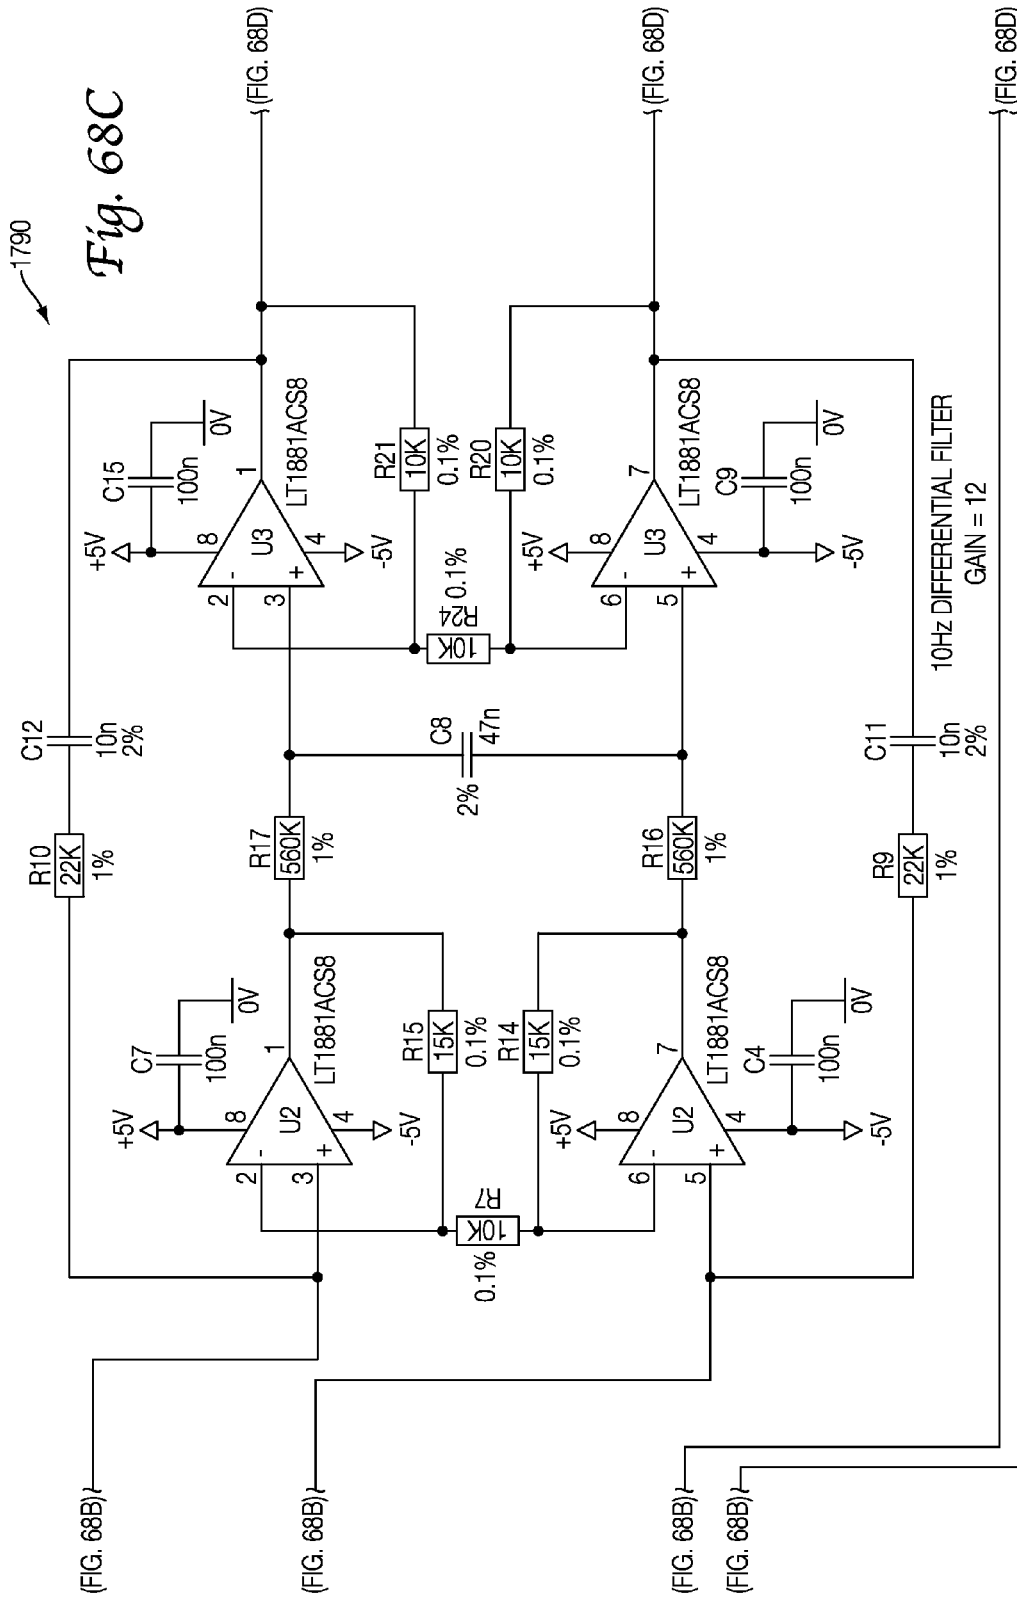 1790
Fig. 68C
(FIG. 68B)
(FIG. 68B)
(FIG. 68B)
(FIG. 68B)
(FIG. 68D)
(FIG. 68D)
(FIG. 68D)
R10
22K
1%
C12
10n
2%
+5V
C7
100n
0V
8
2
-
3
+
U2
1
4
-5V
LT1881ACS8
R15
15K
0.1%
R7
10K
0.1%
R14
15K
0.1%
+5V
8
6
-
5
+
U2
7
4
-5V
LT1881ACS8
C4
100n
0V
R17
560K
1%
C8
47n
2%
R16
560K
1%
+5V
C15
100n
0V
8
2
-
3
+
U3
1
4
-5V
LT1881ACS8
R21
10K
0.1%
R24
10K
0.1%
R20
10K
0.1%
+5V
8
6
-
5
+
U3
7
4
-5V
LT1881ACS8
C9
100n
0V
R9
22K
1%
C11
10n
2%
10Hz DIFFERENTIAL FILTER
GAIN = 12